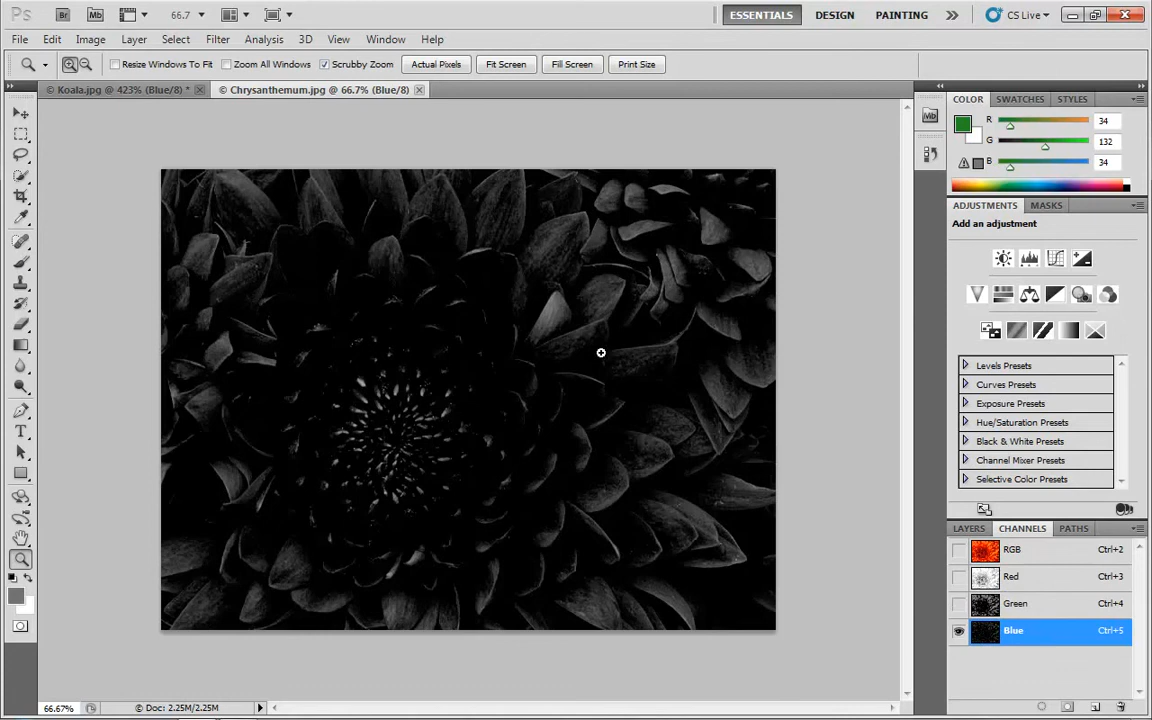 Ps Br Mb 66.7 ESSENTIALS DESIGN PAINTING CS Live
File Edit Image Layer Select Filter Analysis 3D View Window Help
Resize Windows To Fit Zoom All Windows Scrubby Zoom Actual Pixels Fit Screen Fill Screen Print Size
© Koala.jpg @ 423% (Blue/8) * © Chrysanthemum.jpg @ 66.7% (Blue/8)
COLOR SWATCHES STYLES
R 34
G 132
B 34
Mb
ADJUSTMENTS MASKS
Add an adjustment
Levels Presets
Curves Presets
Exposure Presets
Hue/Saturation Presets
Black & White Presets
Channel Mixer Presets
Selective Color Presets
LAYERS CHANNELS PATHS
RGB Ctrl+2
Red Ctrl+3
Green Ctrl+4
Blue Ctrl+5
T
66.67% © Doc: 2.25M/2.25M